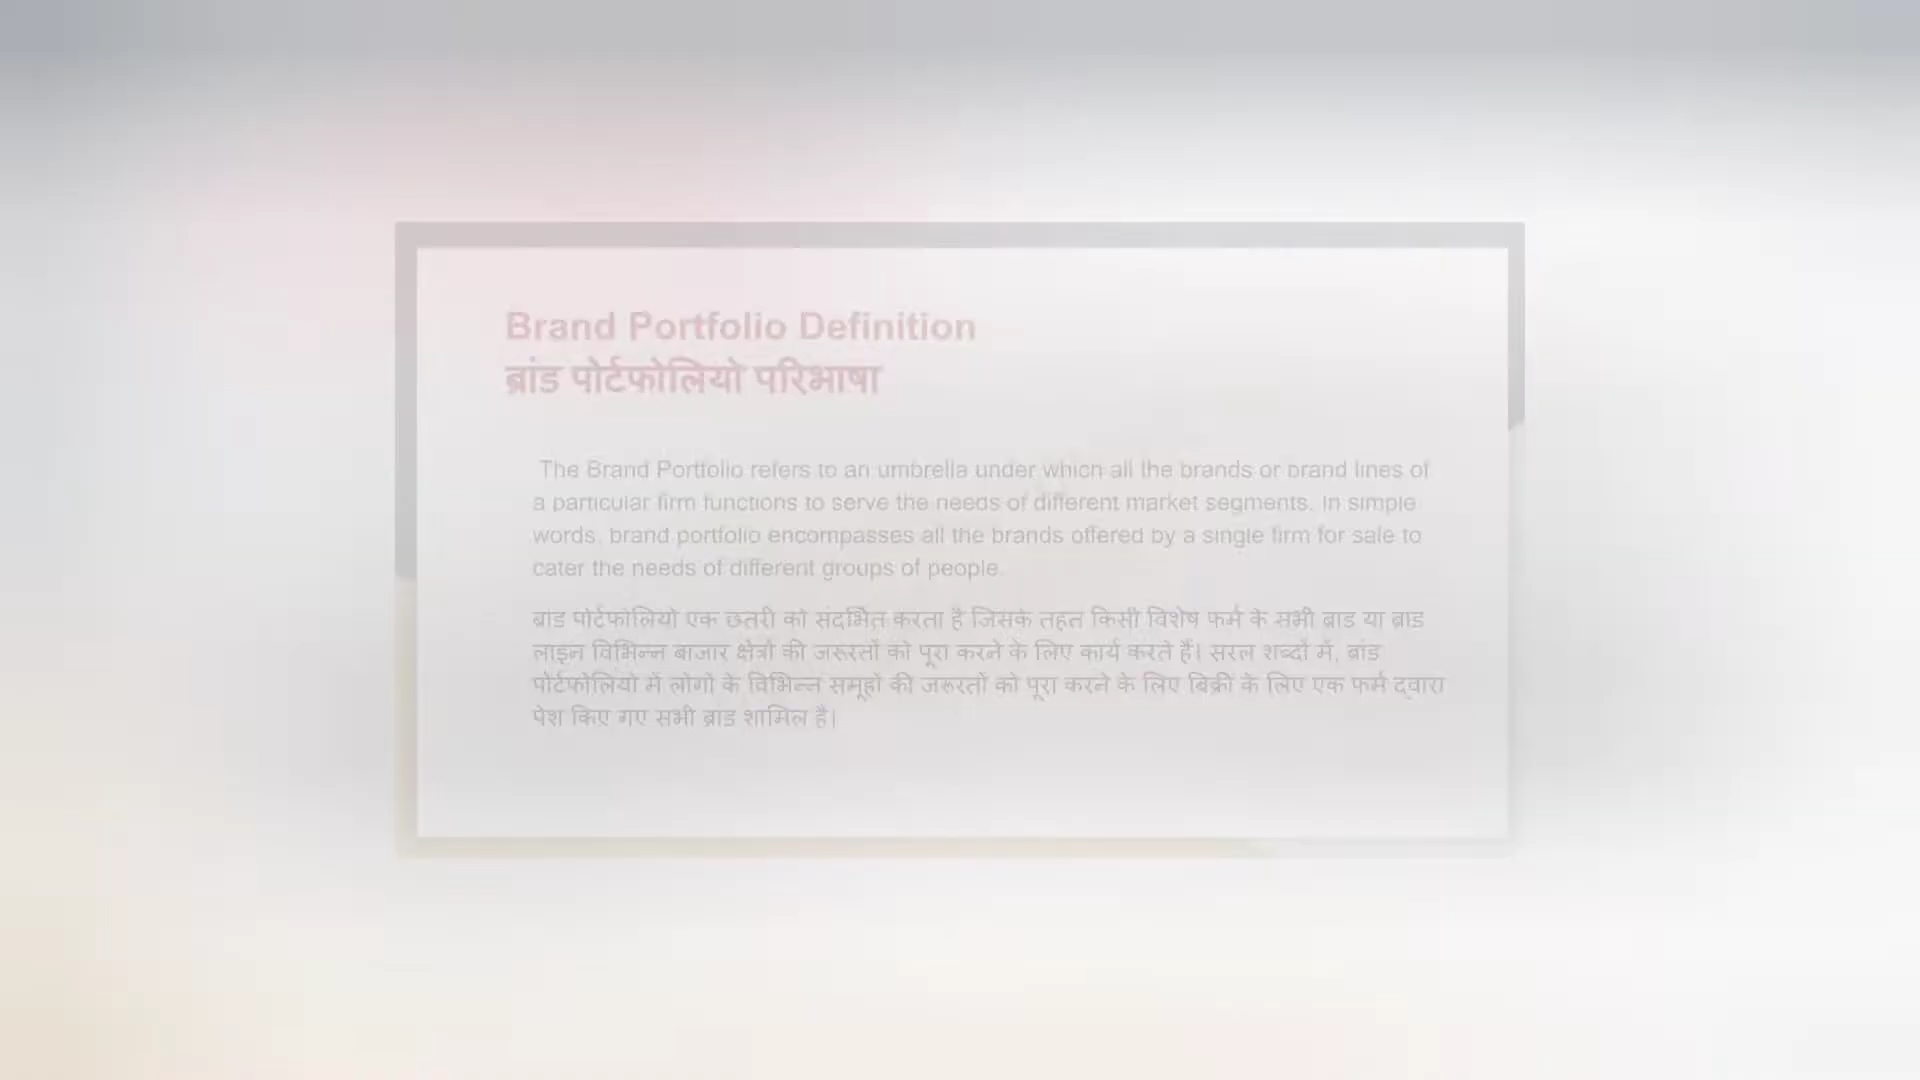 Brand Portfolio Definition
ब्रांड पोर्टफोलियो परिभाषा
The Brand Portfolio refers to an umbrella under which all the brands or brand lines of
a particular firm functions to serve the needs of different market segments. In simple
words, brand portfolio encompasses all the brands offered by a single firm for sale to
cater the needs of different groups of people.
ब्रांड पोर्टफोलियो एक छतरी को संदर्भित करता है जिसके तहत किसी विशेष फर्म के सभी ब्रांड या ब्रांड
लाइन विभिन्न बाजार क्षेत्रों की जरूरतों को पूरा करने के लिए कार्य करते हैं। सरल शब्दों में, ब्रांड
पोर्टफोलियो में लोगों के विभिन्न समूहों की जरूरतों को पूरा करने के लिए बिक्री के लिए एक फर्म द्वारा
पेश किए गए सभी ब्रांड शामिल हैं।